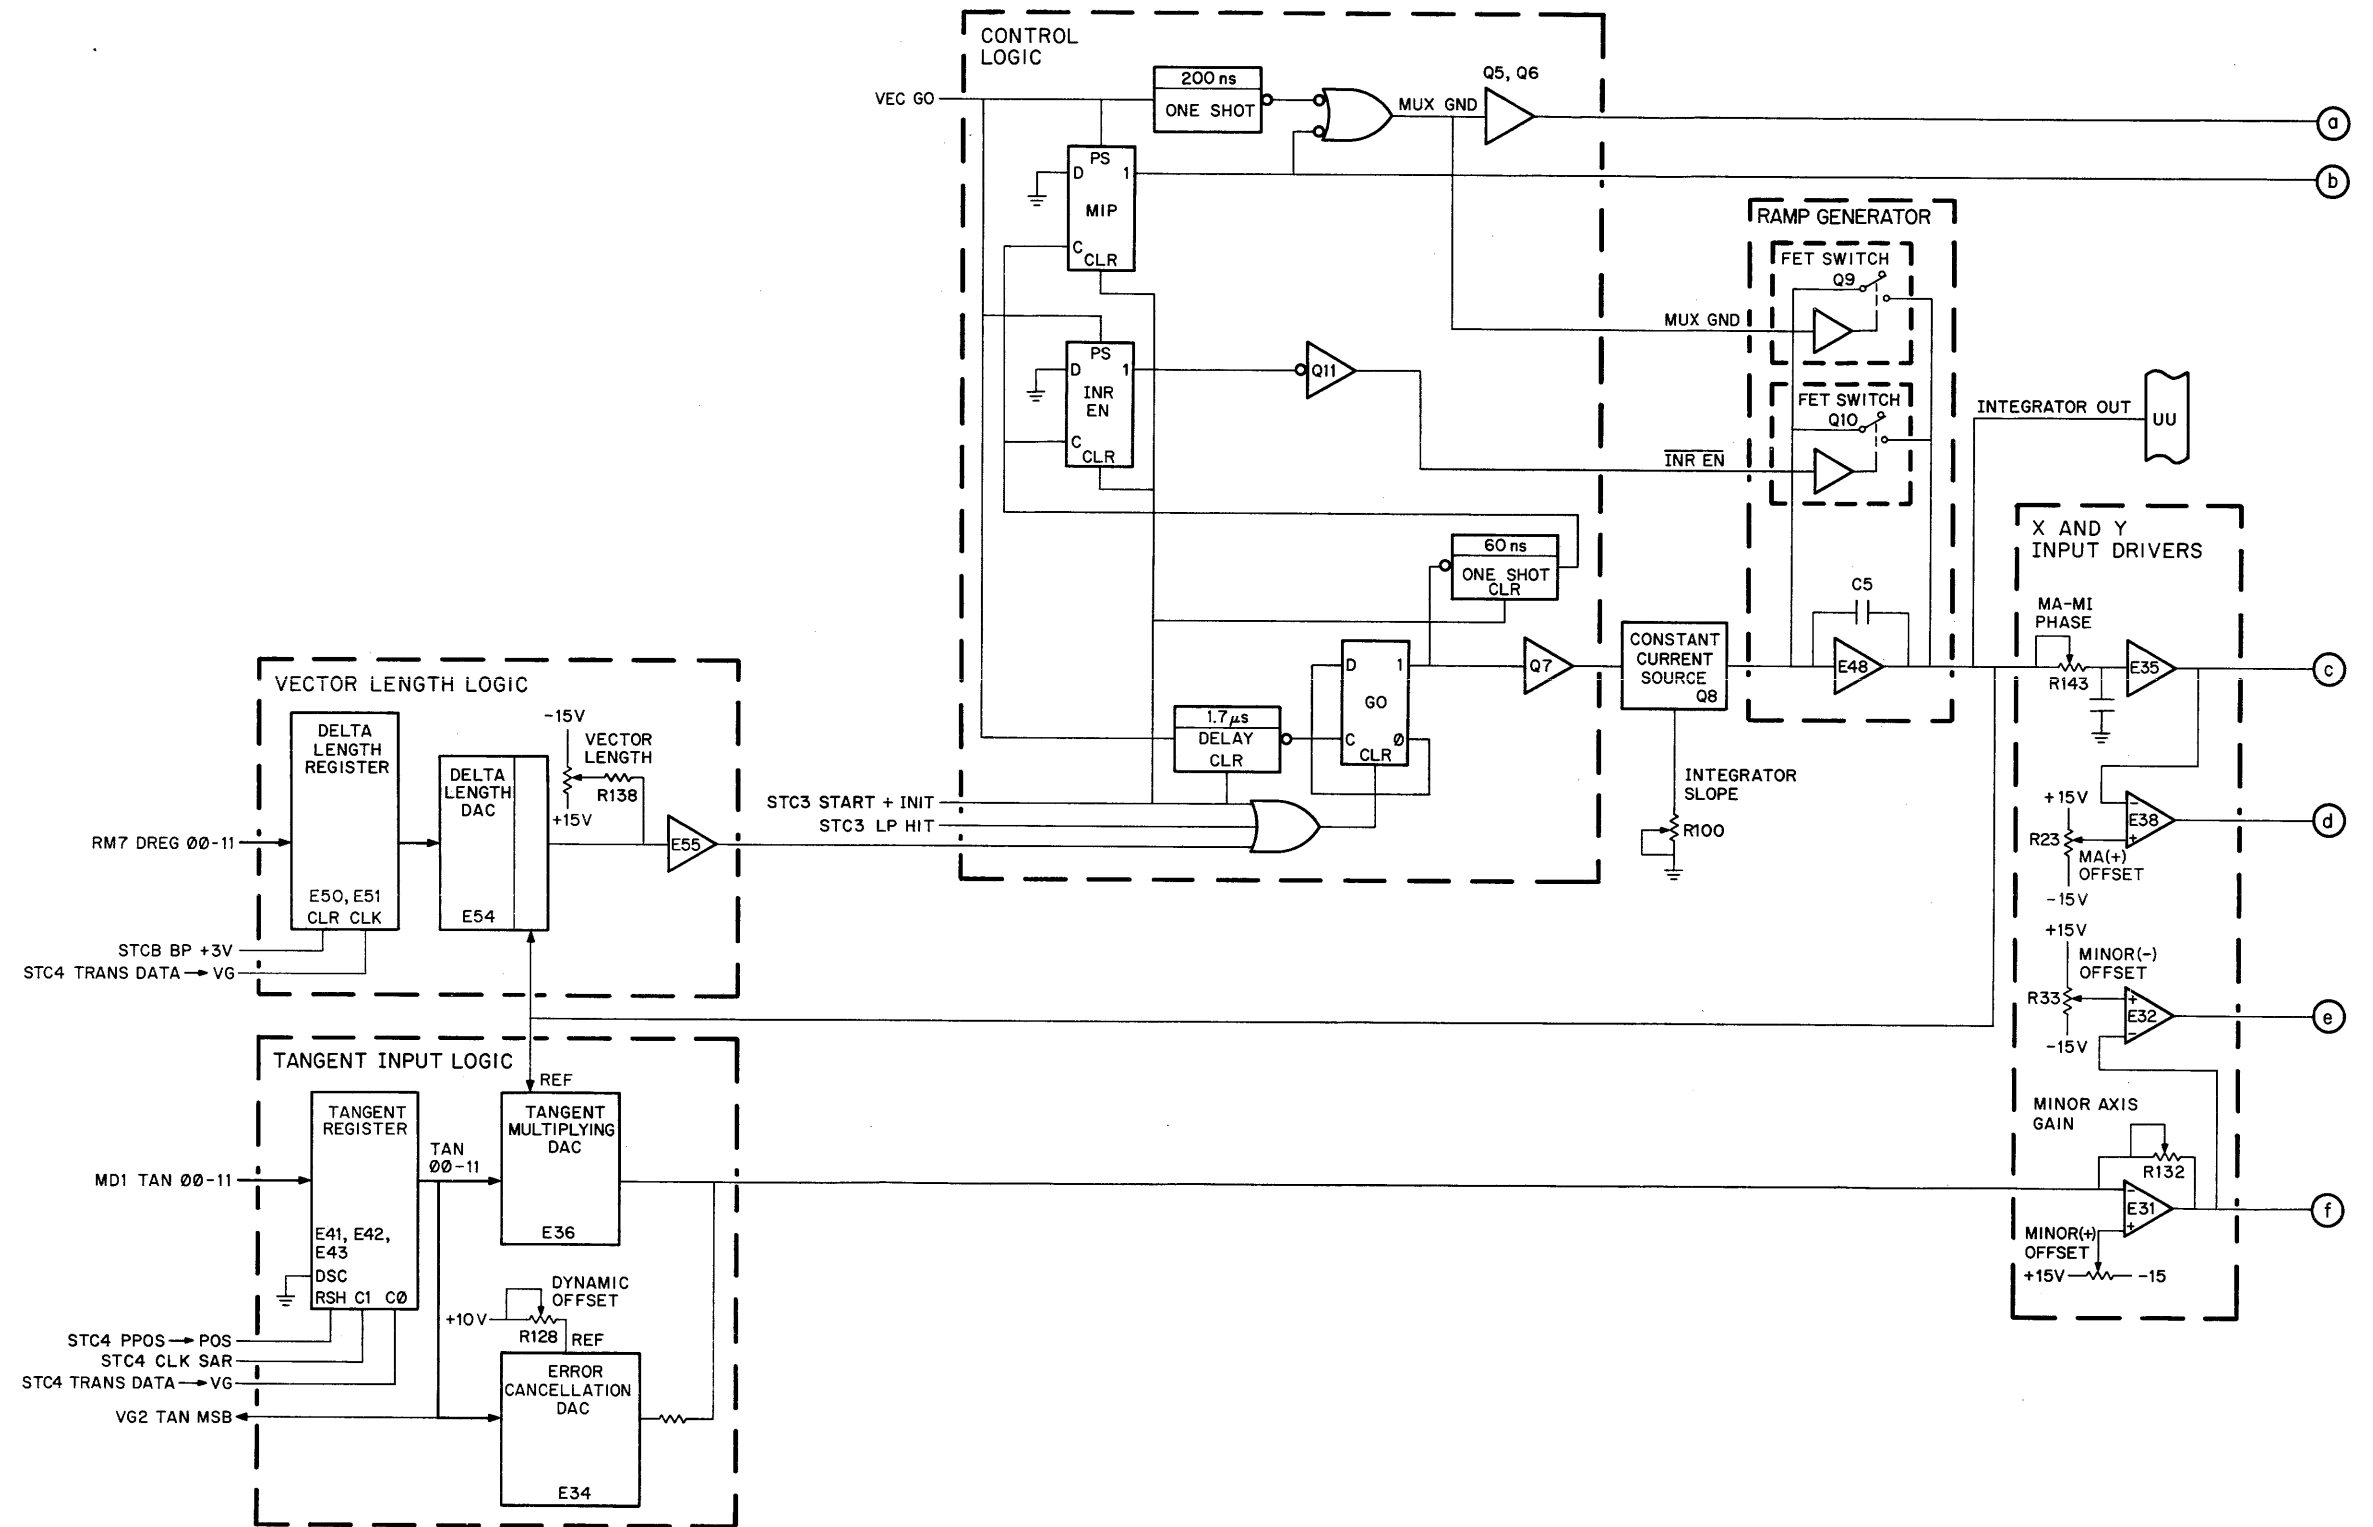 CONTROL
LOGIC
VEC GO
200 ns
ONE SHOT
MUX GND
Q5, Q6
a
b
PS
D 1
MIP
C
CLR
PS
D 1
INR
EN
C
CLR
Q11
60 ns
ONE SHOT
CLR
D 1
GO
C Ø
CLR
1.7 µs
DELAY
CLR
Q7
STC3 START + INIT
STC3 LP HIT
RAMP GENERATOR
FET SWITCH
Q9
MUX GND
FET SWITCH
Q10
INR EN
C5
E48
CONSTANT
CURRENT
SOURCE
Q8
INTEGRATOR
SLOPE
R100
INTEGRATOR OUT
UU
X AND Y
INPUT DRIVERS
MA-MI
PHASE
R143
E35
c
+15V
R23
MA(+)
OFFSET
-15V
-
E38
+
d
+15V
MINOR(-)
OFFSET
R33
-15V
+
E32
-
e
MINOR AXIS
GAIN
R132
-
E31
+
f
MINOR(+)
OFFSET
+15V -15
VECTOR LENGTH LOGIC
DELTA
LENGTH
REGISTER
E50, E51
CLR CLK
DELTA
LENGTH
DAC
E54
-15V
VECTOR
LENGTH
R138
+15V
E55
RM7 DREG ØØ-11
STCB BP +3V
STC4 TRANS DATA → VG
TANGENT INPUT LOGIC
TANGENT
REGISTER
E41, E42,
E43
DSC
RSH C1 CØ
TAN
ØØ-11
REF
TANGENT
MULTIPLYING
DAC
E36
MD1 TAN ØØ-11
DYNAMIC
OFFSET
+10V
R128
REF
ERROR
CANCELLATION
DAC
E34
STC4 PPOS → POS
STC4 CLK SAR
STC4 TRANS DATA → VG
VG2 TAN MSB